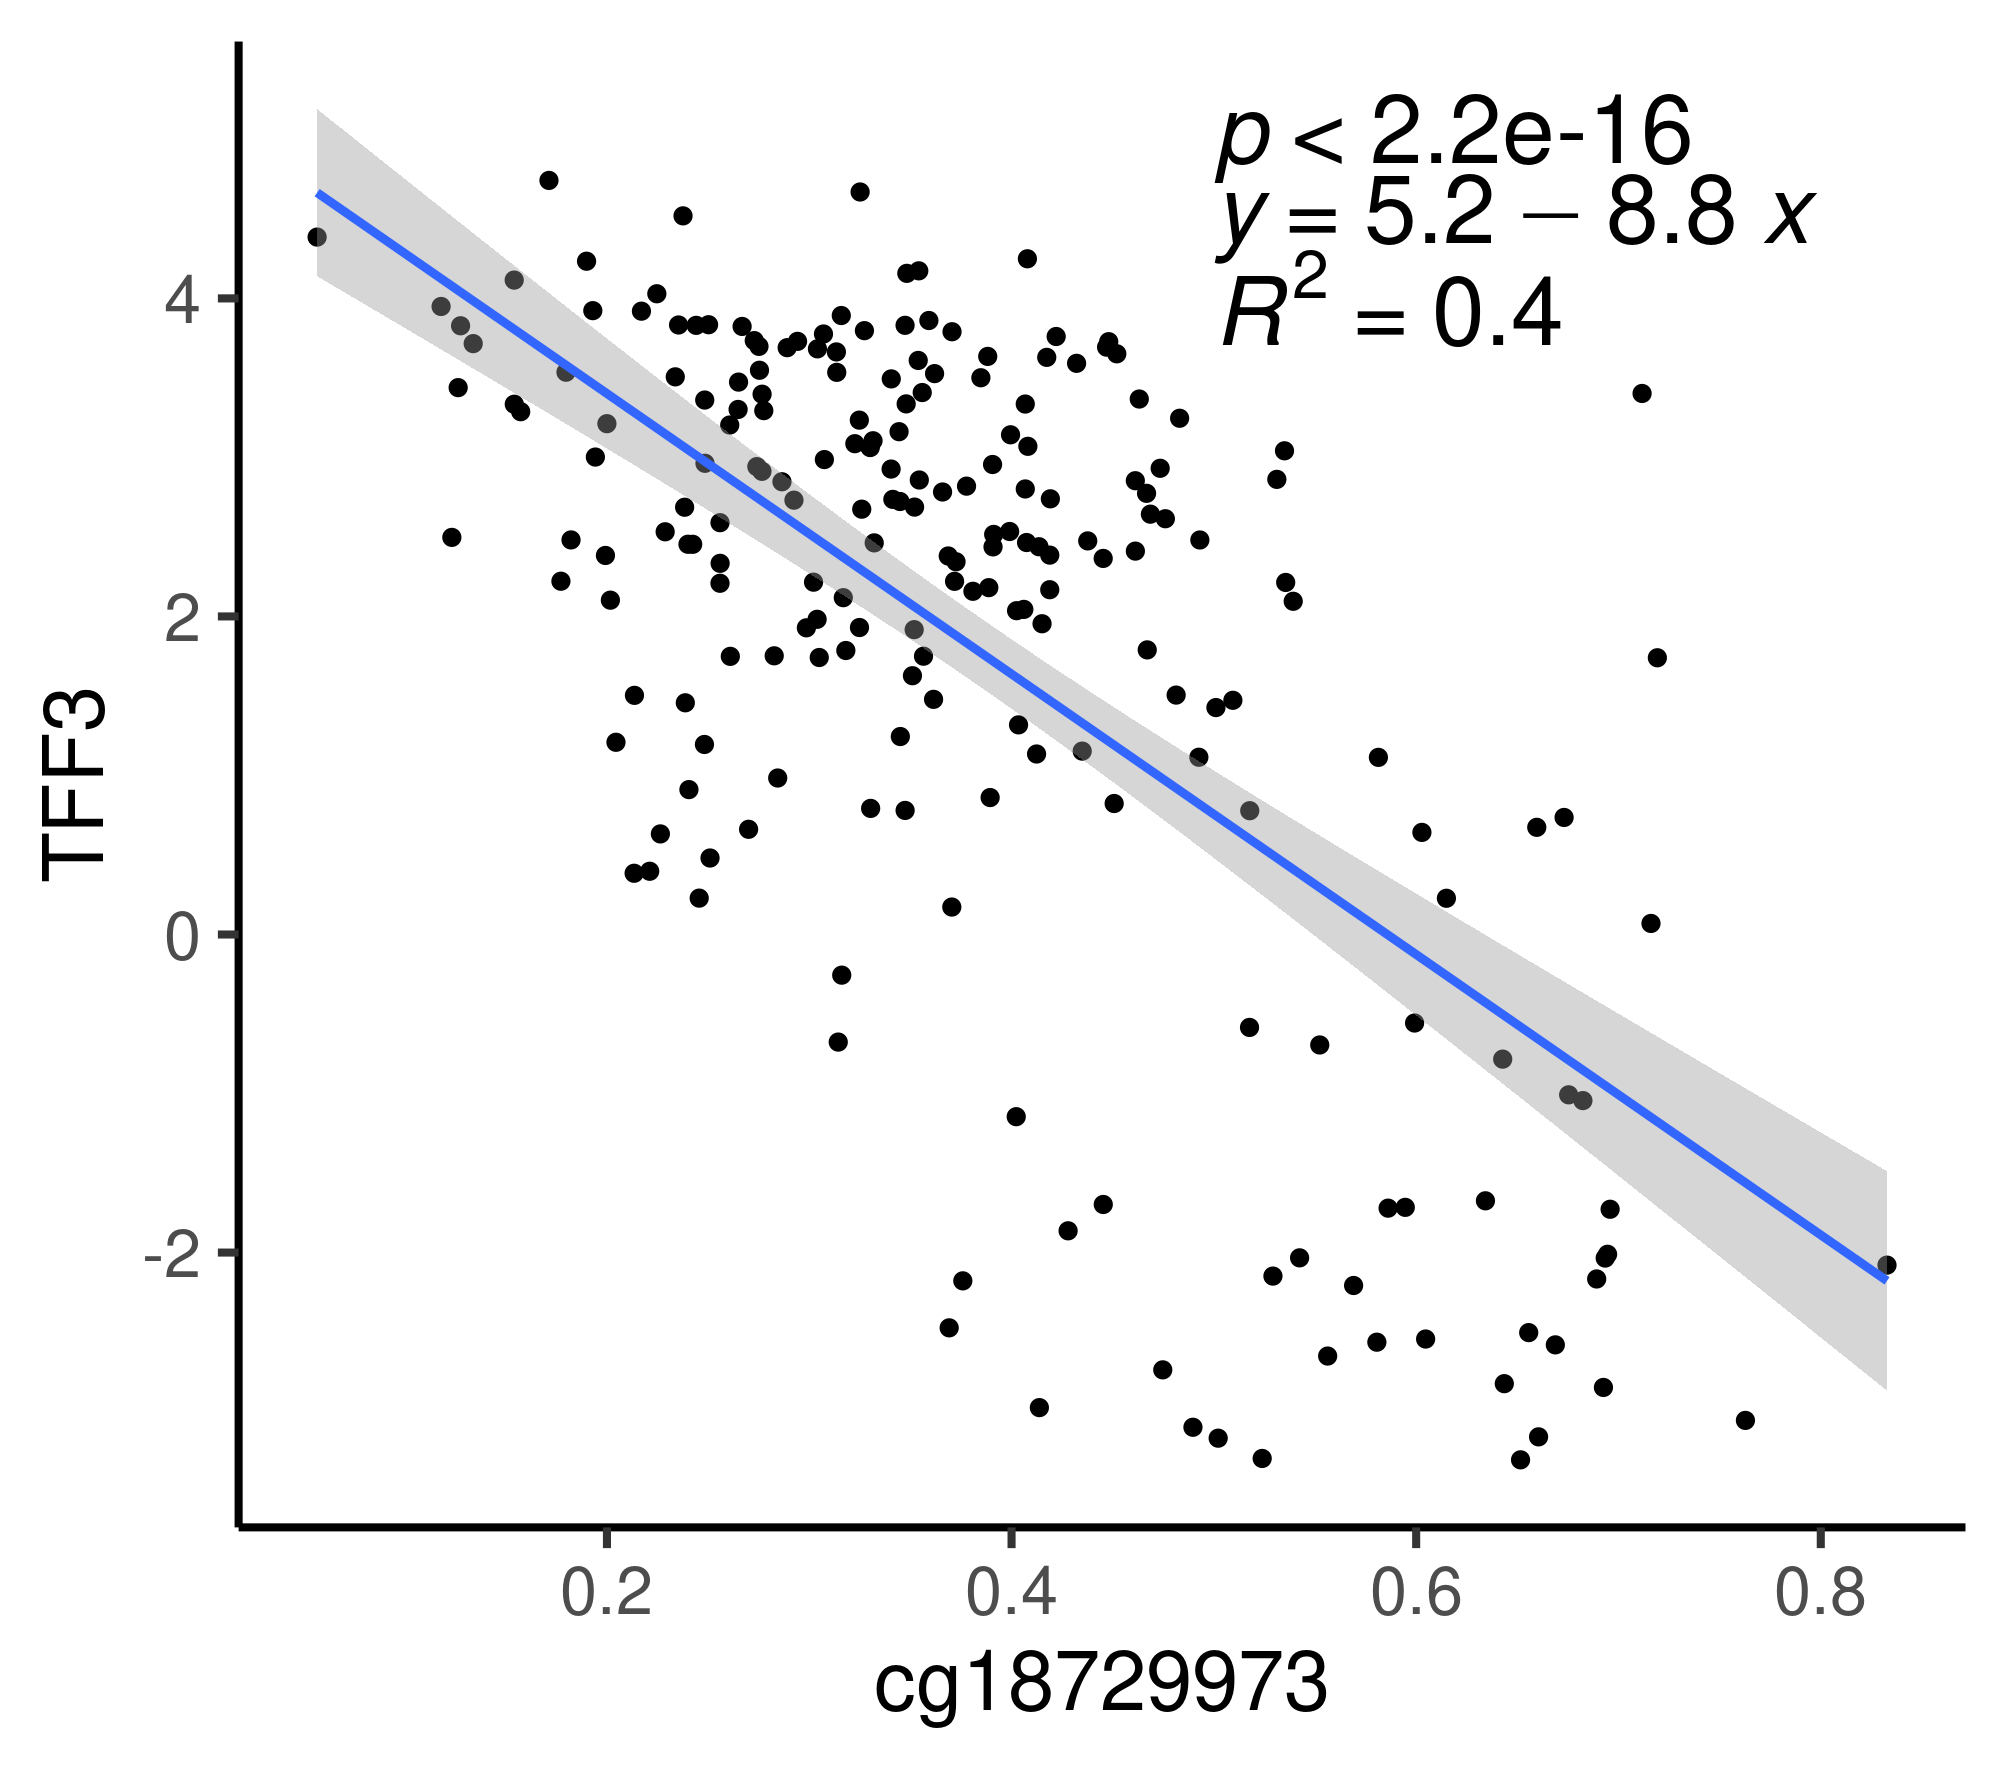 p < 2.2e-16
y = 5.2 − 8.8 x
R² = 0.4
TFF3
4
2
0
-2
0.2 0.4 0.6 0.8
cg18729973